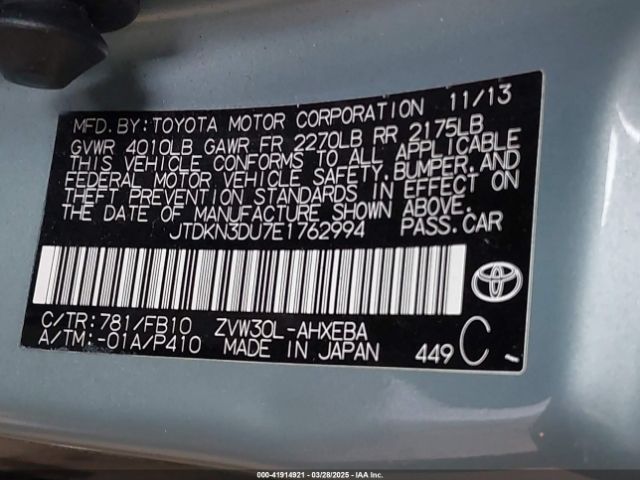 MFD. BY: TOYOTA MOTOR CORPORATION 11/13
GVWR 4010LB GAWR FR 2270LB RR 2175LB
THIS VEHICLE CONFORMS TO ALL APPLICABLE
FEDERAL MOTOR VEHICLE SAFETY, BUMPER, AND
THEFT PREVENTION STANDARDS IN EFFECT ON
THE DATE OF MANUFACTURE SHOWN ABOVE.
JTDKN3DU7E1762994 PASS. CAR
C/TR: 781/FB10 ZVW30L-AHXEBA
A/TM: -01A/P410 MADE IN JAPAN 449 C
000-41914921 - 03/28/2025 - IAA Inc.